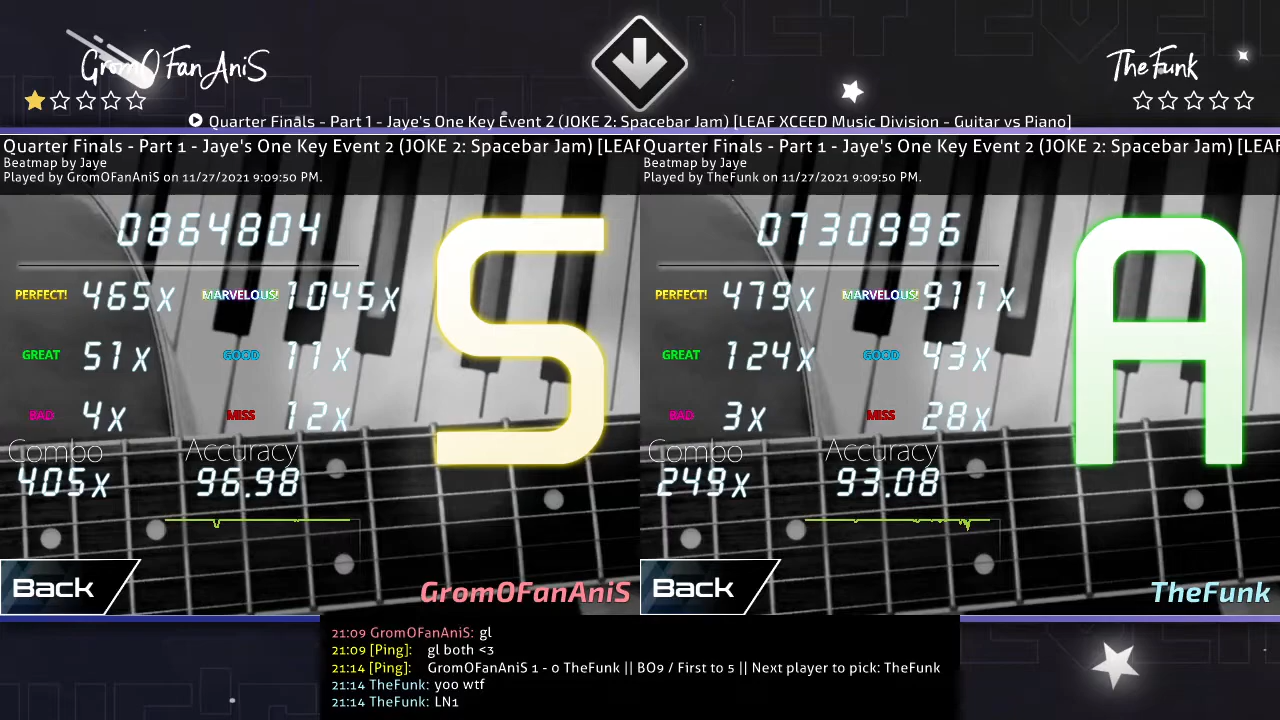 GromOFanAniS
TheFunk
Quarter Finals - Part 1 - Jaye's One Key Event 2 (JOKE 2: Spacebar Jam) [LEAF XCEED Music Division - Guitar vs Piano]
Quarter Finals - Part 1 - Jaye's One Key Event 2 (JOKE 2: Spacebar Jam) [LEAF
Beatmap by Jaye
Played by GromOFanAniS on 11/27/2021 9:09:50 PM.
0864804
PERFECT! 465x MARVELOUS! 1045x
GREAT 51x GOOD 11x
BAD 4x MISS 12x
Combo Accuracy
405x 96.98
S
Back
GromOFanAniS
Quarter Finals - Part 1 - Jaye's One Key Event 2 (JOKE 2: Spacebar Jam) [LEAF
Beatmap by Jaye
Played by TheFunk on 11/27/2021 9:09:50 PM.
0730996
PERFECT! 479x MARVELOUS! 911x
GREAT 124x GOOD 43x
BAD 3x MISS 28x
Combo Accuracy
249x 93.08
A
Back
TheFunk
21:09 GromOFanAniS: gl
21:09 [Ping]: gl both <3
21:14 [Ping]: GromOFanAniS 1 - 0 TheFunk || BO9 / First to 5 || Next player to pick: TheFunk
21:14 TheFunk: yoo wtf
21:14 TheFunk: LN1